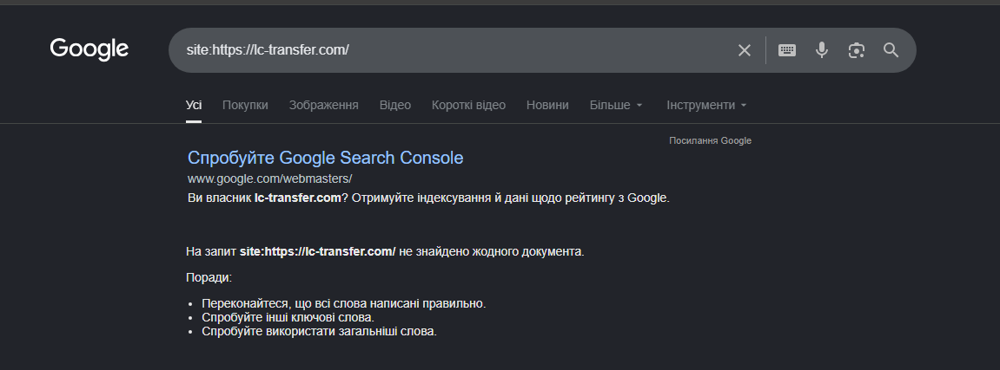 Google
site:https://lc-transfer.com/
Усі Покупки Зображення Відео Короткі відео Новини Більше Інструменти
Посилання Google
Спробуйте Google Search Console
www.google.com/webmasters/
Ви власник lc-transfer.com? Отримуйте індексування й дані щодо рейтингу з Google.
На запит site:https://lc-transfer.com/ не знайдено жодного документа.
Поради:
• Переконайтеся, що всі слова написані правильно.
• Спробуйте інші ключові слова.
• Спробуйте використати загальніші слова.